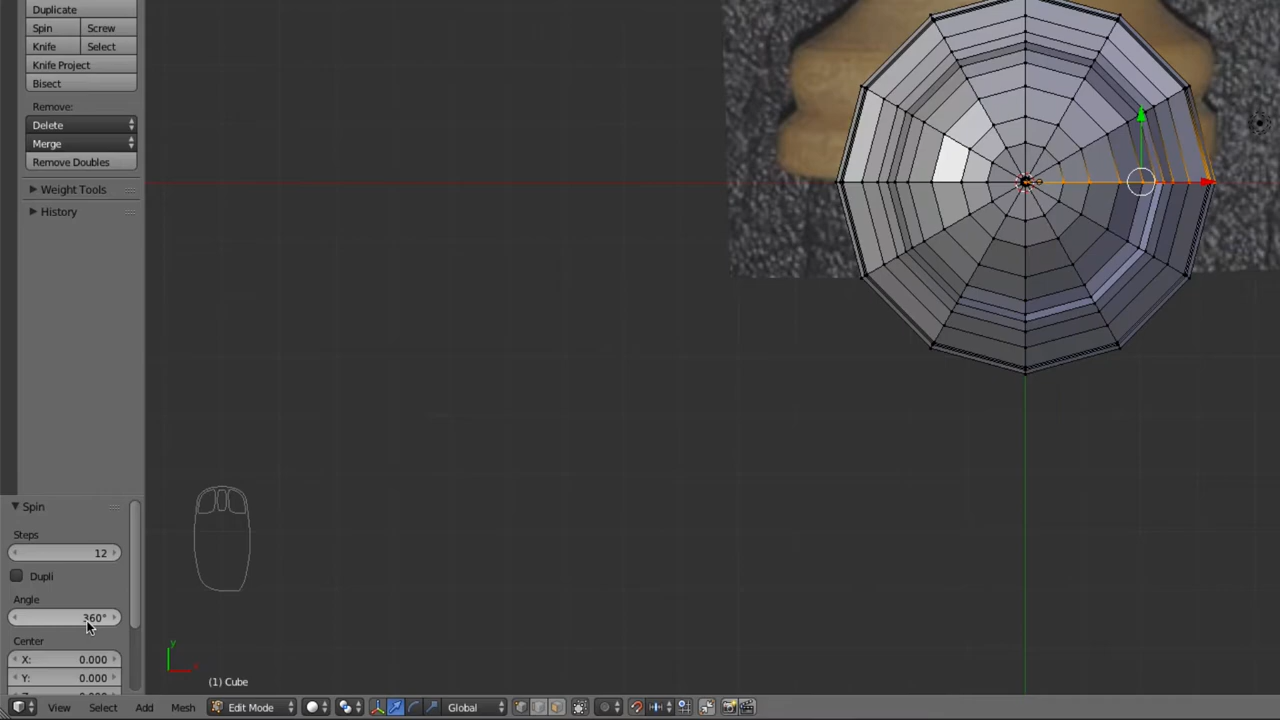 Duplicate
Spin Screw
Knife Select
Knife Project
Bisect
Remove:
Delete
Merge
Remove Doubles
Weight Tools
History
Spin
Steps
12
Dupli
Angle
360°
Center
X: 0.000
Y: 0.000
y
x
(1) Cube
View Select Add Mesh Edit Mode Global